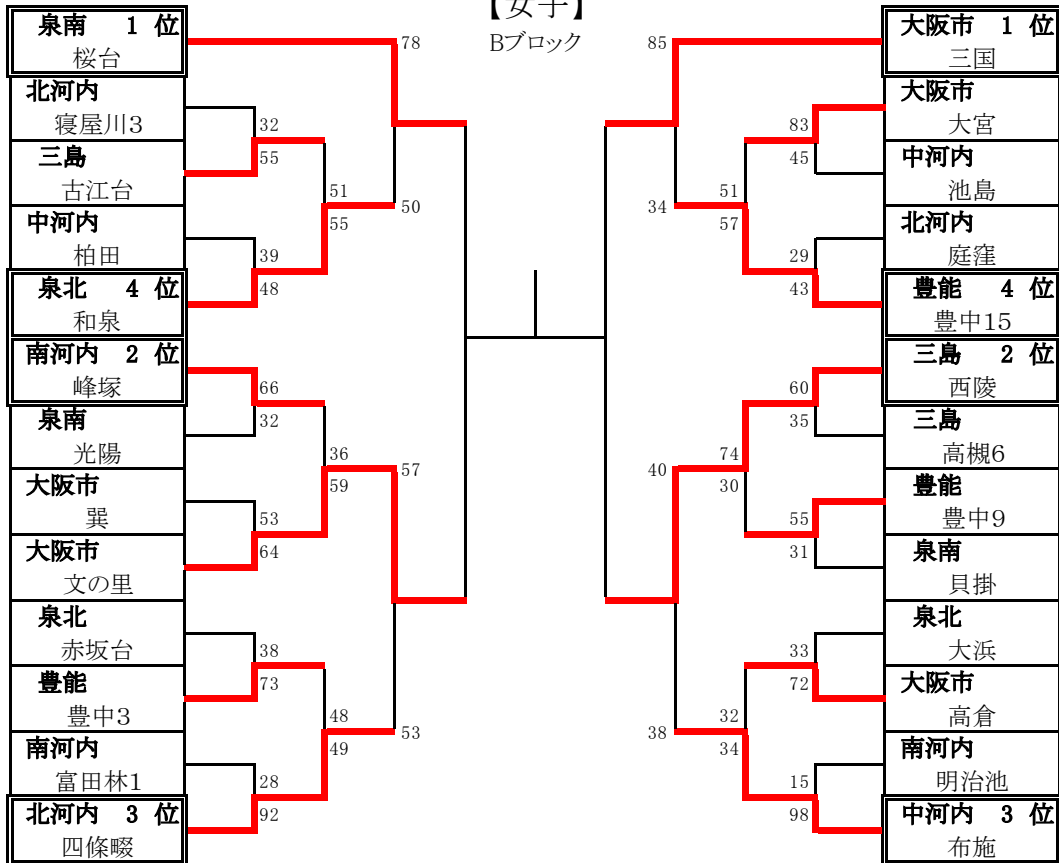 【女子】
Bブロック
泉南 1 位
桜台
北河内
寝屋川3
三島
古江台
中河内
柏田
泉北 4 位
和泉
南河内 2 位
峰塚
泉南
光陽
大阪市
巽
大阪市
文の里
泉北
赤坂台
豊能
豊中3
南河内
富田林1
北河内 3 位
四條畷
32
55
39
48
66
32
53
64
38
73
28
92
51
55
36
59
48
49
78
50
57
53
85
34
40
38
51
57
74
30
32
34
83
45
29
43
60
35
55
31
33
72
15
98
大阪市 1 位
三国
大阪市
大宮
中河内
池島
北河内
庭窪
豊能 4 位
豊中15
三島 2 位
西陵
三島
高槻6
豊能
豊中9
泉南
貝掛
泉北
大浜
大阪市
高倉
南河内
明治池
中河内 3 位
布施